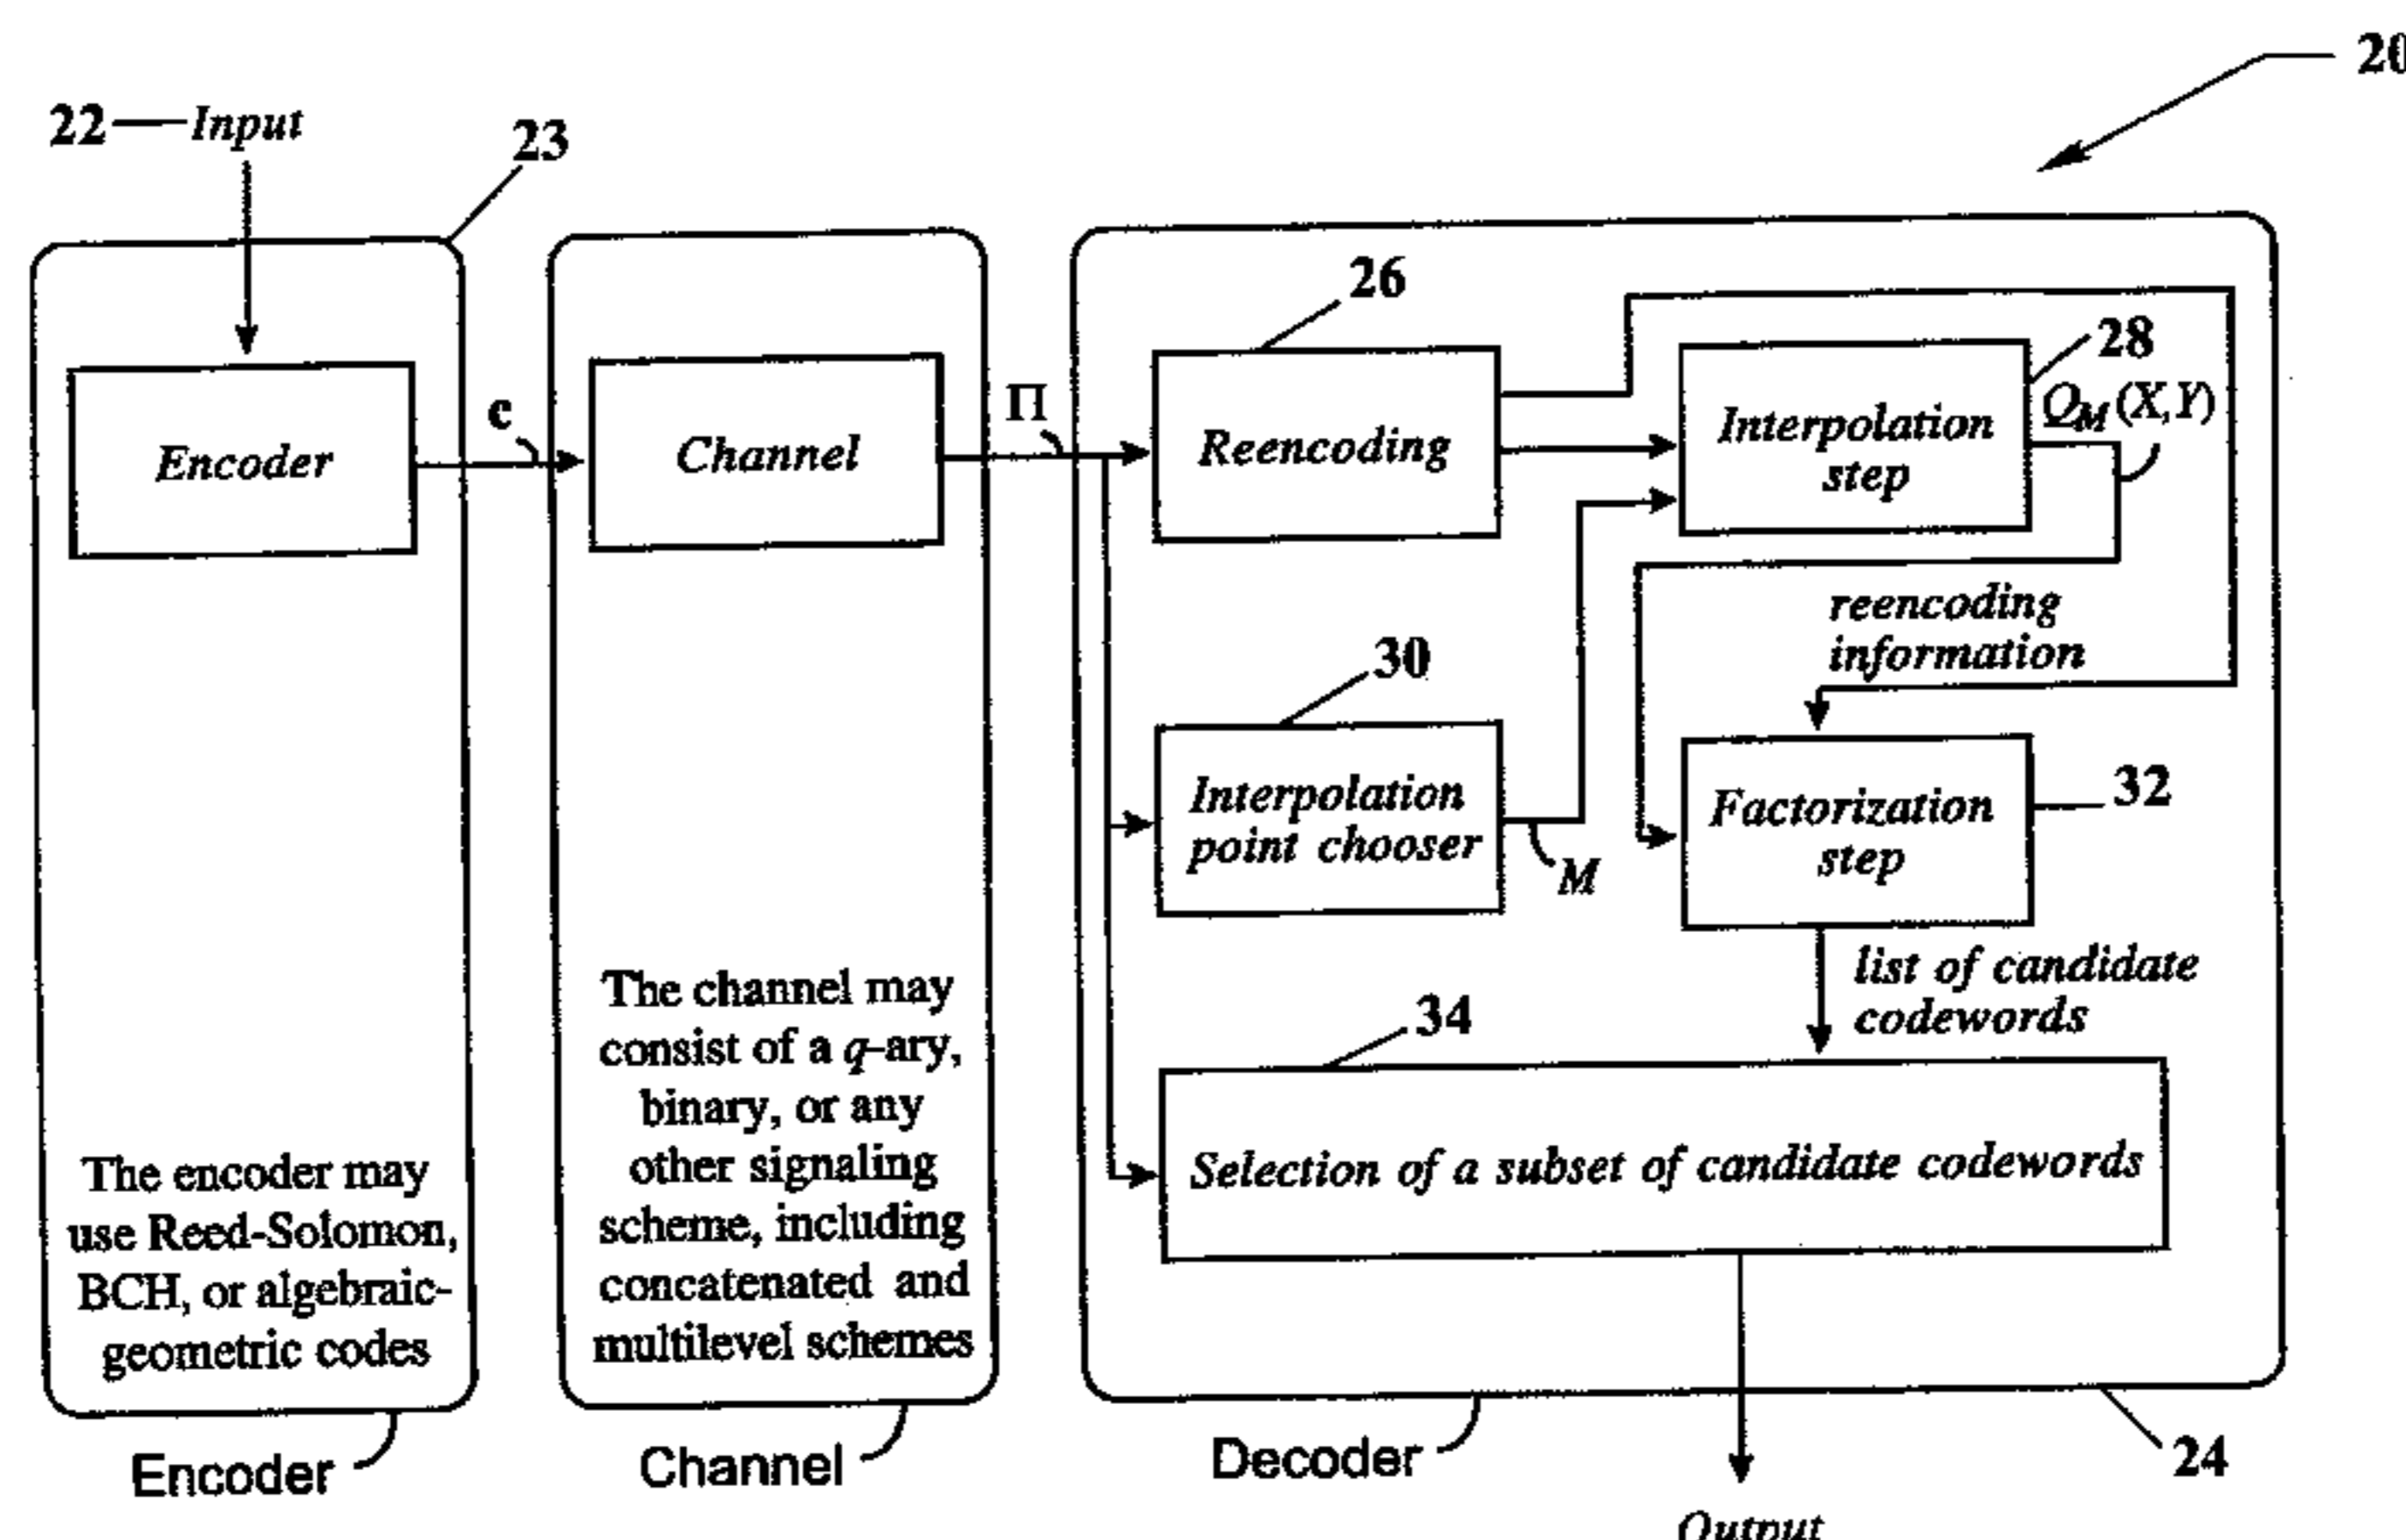 20
22
Input
23
Encoder
c
Channel
Π
26
Reencoding
28
Interpolation
step
Q_M(X,Y)
reencoding
information
30
Interpolation
point chooser
M
Factorization
step
32
list of candidate
codewords
34
Selection of a subset of candidate codewords
The encoder may
use Reed-Solomon,
BCH, or algebraic-
geometric codes
The channel may
consist of a q-ary,
binary, or any
other signaling
scheme, including
concatenated and
multilevel schemes
Encoder
Channel
Decoder
24
Output